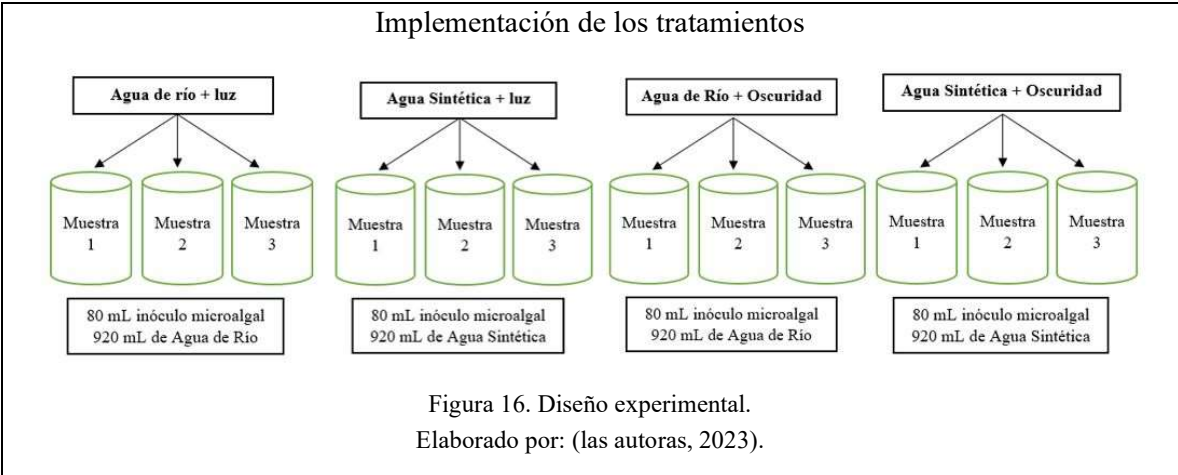 Implementación de los tratamientos
Agua de río + luz
Agua Sintética + luz
Agua de Río + Oscuridad
Agua Sintética + Oscuridad
Muestra
1
Muestra
2
Muestra
3
Muestra
1
Muestra
2
Muestra
3
Muestra
1
Muestra
2
Muestra
3
Muestra
1
Muestra
2
Muestra
3
80 mL inóculo microalgal
920 mL de Agua de Río
80 mL inóculo microalgal
920 mL de Agua Sintética
80 mL inóculo microalgal
920 mL de Agua de Río
80 mL inóculo microalgal
920 mL de Agua Sintética
Figura 16. Diseño experimental.
Elaborado por: (las autoras, 2023).